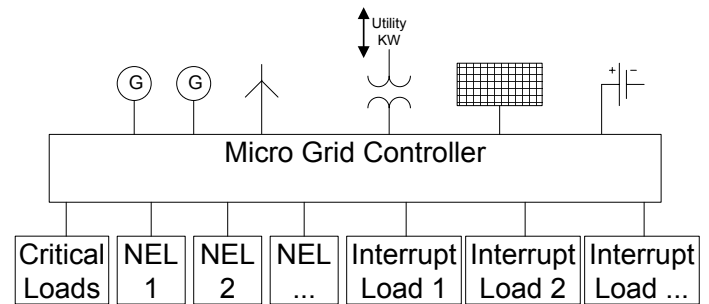 Utility
KW
G G
+ −
Micro Grid Controller
Critical
Loads
NEL
1
NEL
2
NEL
...
Interrupt
Load 1
Interrupt
Load 2
Interrupt
Load ...